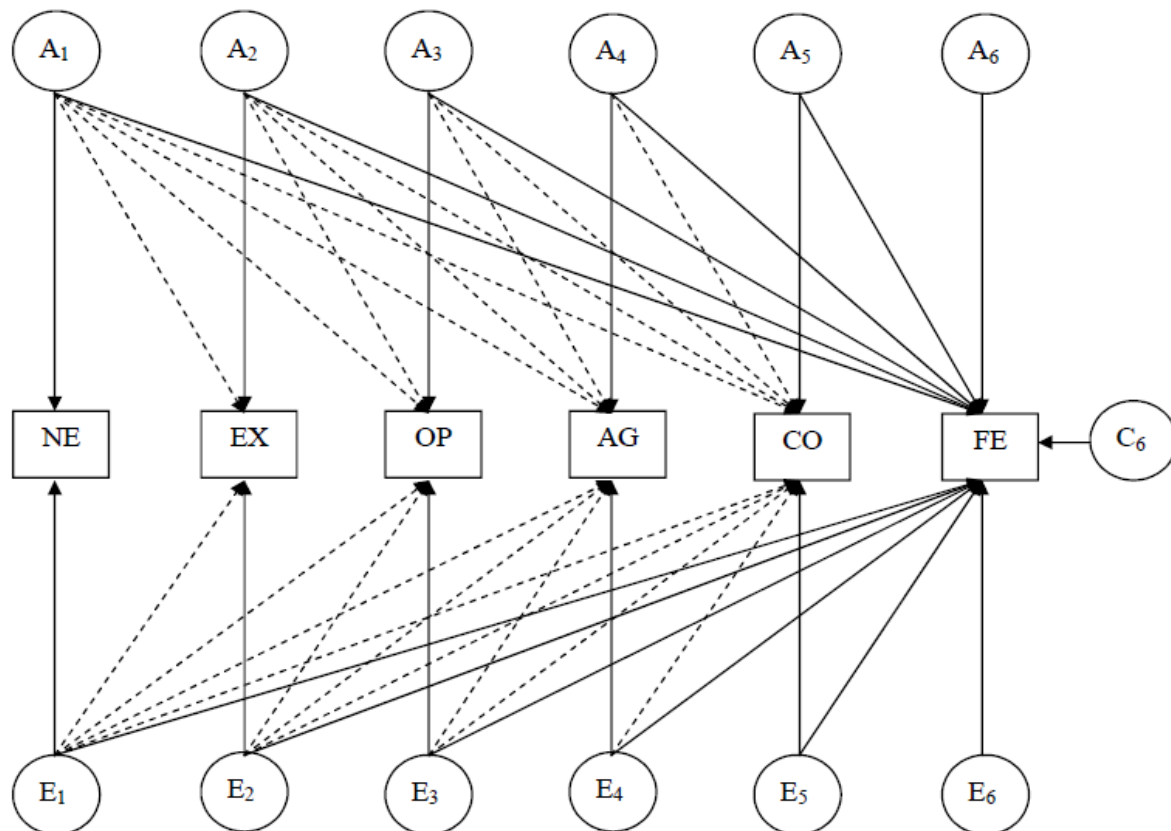 A₁ A₂ A₃ A₄ A₅ A₆
NE EX OP AG CO FE C₆
E₁ E₂ E₃ E₄ E₅ E₆